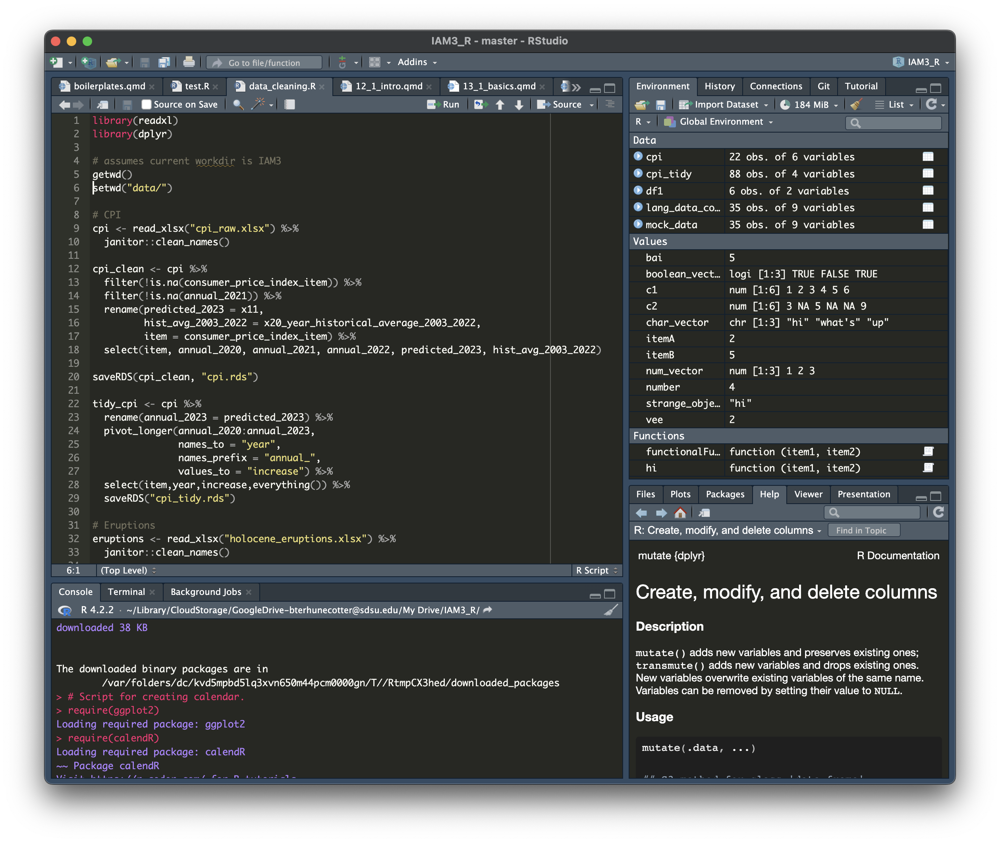 IAM3_R - master - RStudio
Go to file/function
Addins
IAM3_R
boilerplates.qmd
test.R
data_cleaning.R
12_1_intro.qmd
13_1_basics.qmd
Source on Save
Run
Source
1 library(readxl)
2 library(dplyr)
3
4 # assumes current workdir is IAM3
5 getwd()
6 setwd("data/")
7
8 # CPI
9 cpi <- read_xlsx("cpi_raw.xlsx") %>%
10 janitor::clean_names()
11
12 cpi_clean <- cpi %>%
13 filter(!is.na(consumer_price_index_item)) %>%
14 filter(!is.na(annual_2021)) %>%
15 rename(predicted_2023 = x11,
16 hist_avg_2003_2022 = x20_year_historical_average_2003_2022,
17 item = consumer_price_index_item) %>%
18 select(item, annual_2020, annual_2021, annual_2022, predicted_2023, hist_avg_2003_2022)
19
20 saveRDS(cpi_clean, "cpi.rds")
21
22 tidy_cpi <- cpi %>%
23 rename(annual_2023 = predicted_2023) %>%
24 pivot_longer(annual_2020:annual_2023,
25 names_to = "year",
26 names_prefix = "annual_",
27 values_to = "increase") %>%
28 select(item,year,increase,everything()) %>%
29 saveRDS("cpi_tidy.rds")
30
31 # Eruptions
32 eruptions <- read_xlsx("holocene_eruptions.xlsx") %>%
33 janitor::clean_names()
6:1
(Top Level)
R Script
Console
Terminal
Background Jobs
R 4.2.2 · ~/Library/CloudStorage/GoogleDrive-bterhunecotter@sdsu.edu/My Drive/IAM3_R/
downloaded 38 KB
The downloaded binary packages are in
/var/folders/dc/kvd5mpbd5lq3xvn650m44pcm0000gn/T//RtmpCX3hed/downloaded_packages
> # Script for creating calendar.
> require(ggplot2)
Loading required package: ggplot2
> require(calendR)
Loading required package: calendR
~~ Package calendR
Environment
History
Connections
Git
Tutorial
Import Dataset
184 MiB
List
R
Global Environment
Data
cpi 22 obs. of 6 variables
cpi_tidy 88 obs. of 4 variables
df1 6 obs. of 2 variables
lang_data_co… 35 obs. of 9 variables
mock_data 35 obs. of 9 variables
Values
bai 5
boolean_vect… logi [1:3] TRUE FALSE TRUE
c1 num [1:6] 1 2 3 4 5 6
c2 num [1:6] 3 NA 5 NA NA 9
char_vector chr [1:3] "hi" "what's" "up"
itemA 2
itemB 5
num_vector num [1:3] 1 2 3
number 4
strange_obje… "hi"
vee 2
Functions
functionalFu… function (item1, item2)
hi function (item1, item2)
Files
Plots
Packages
Help
Viewer
Presentation
R: Create, modify, and delete columns
Find in Topic
mutate {dplyr}
R Documentation
Create, modify, and delete columns
Description
mutate() adds new variables and preserves existing ones;
transmute() adds new variables and drops existing ones.
New variables overwrite existing variables of the same name.
Variables can be removed by setting their value to NULL.
Usage
mutate(.data, ...)